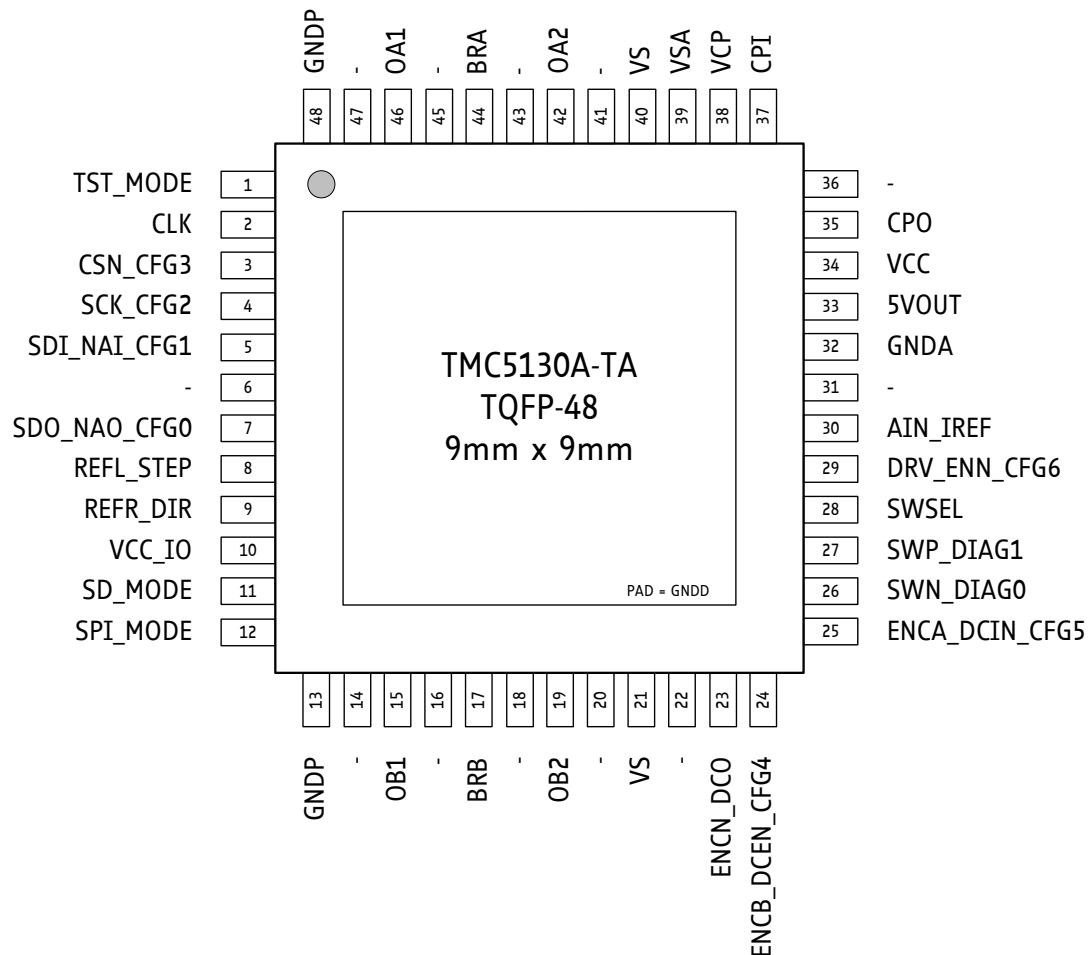 GNDP
-
OA1
-
BRA
-
OA2
-
VS
VSA
VCP
CPI
48
47
46
45
44
43
42
41
40
39
38
37
TST_MODE 1
CLK 2
CSN_CFG3 3
SCK_CFG2 4
SDI_NAI_CFG1 5
- 6
SDO_NAO_CFG0 7
REFL_STEP 8
REFR_DIR 9
VCC_IO 10
SD_MODE 11
SPI_MODE 12
TMC5130A-TA
TQFP-48
9mm x 9mm
PAD = GNDD
36 -
35 CPO
34 VCC
33 5VOUT
32 GNDA
31 -
30 AIN_IREF
29 DRV_ENN_CFG6
28 SWSEL
27 SWP_DIAG1
26 SWN_DIAG0
25 ENCA_DCIN_CFG5
13
14
15
16
17
18
19
20
21
22
23
24
GNDP
-
OB1
-
BRB
-
OB2
-
VS
-
ENCN_DCO
ENCB_DCEN_CFG4